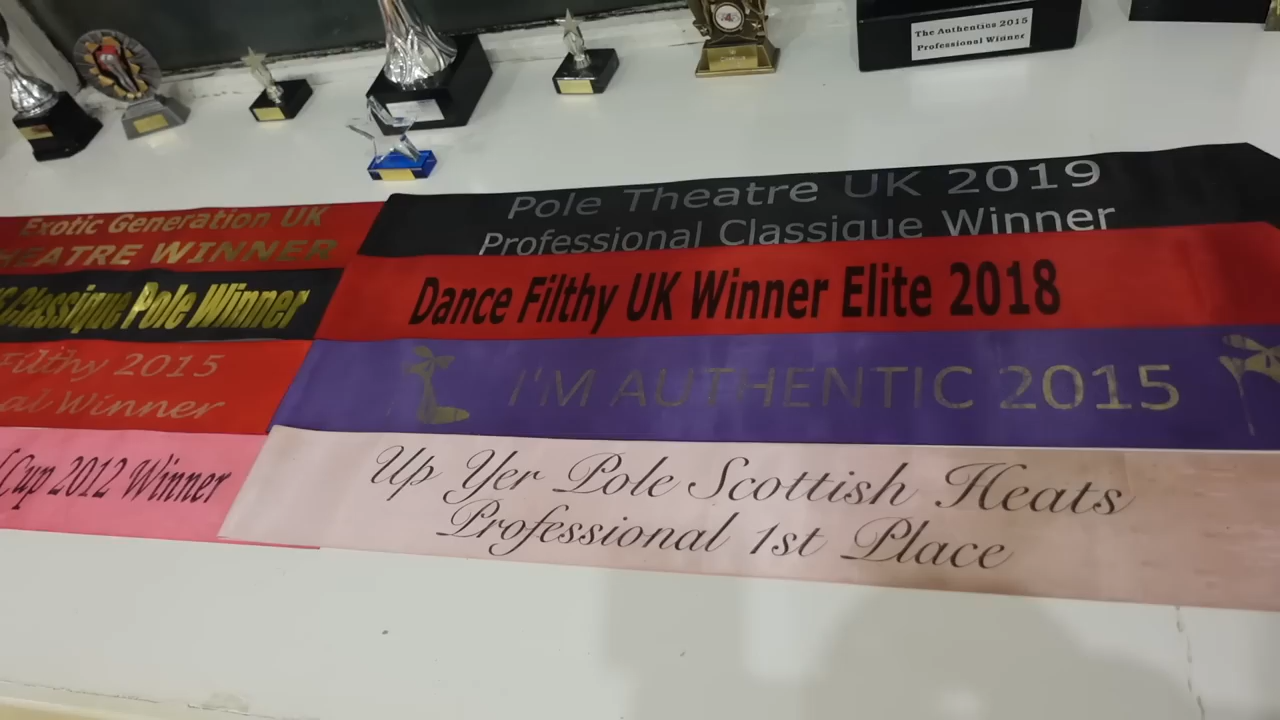 The Authentics 2015
Professional Winner
Exotic Generation UK
WINNER
Pole Theatre UK 2019
Professional Classique Winner
Classique Pole Winner
Dance Filthy UK Winner Elite 2018
Filthy 2015
Winner
I'M AUTHENTIC 2015
Cup 2012 Winner
Up Yer Pole Scottish Heats
Professional 1st Place